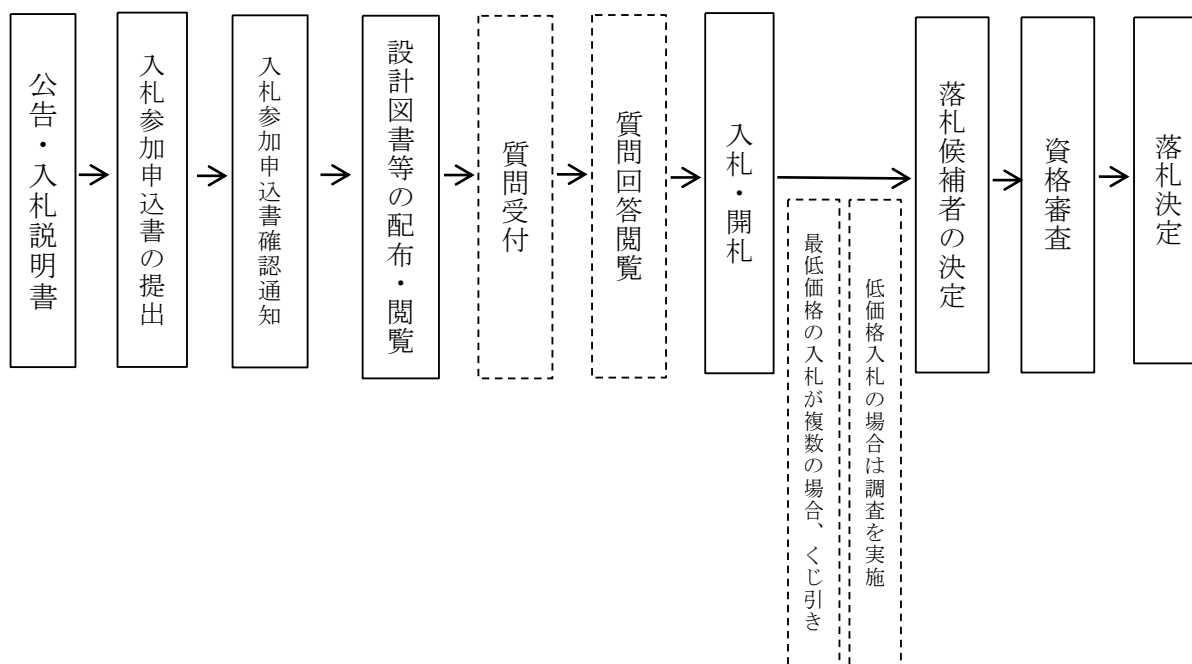 公告・入札説明書
入札参加申込書の提出
入札参加申込書確認通知
設計図書等の配布・閲覧
質問受付
質問回答閲覧
入札・開札
最低価格の入札が複数の場合、くじ引き
低価格入札の場合は調査を実施
落札候補者の決定
資格審査
落札決定